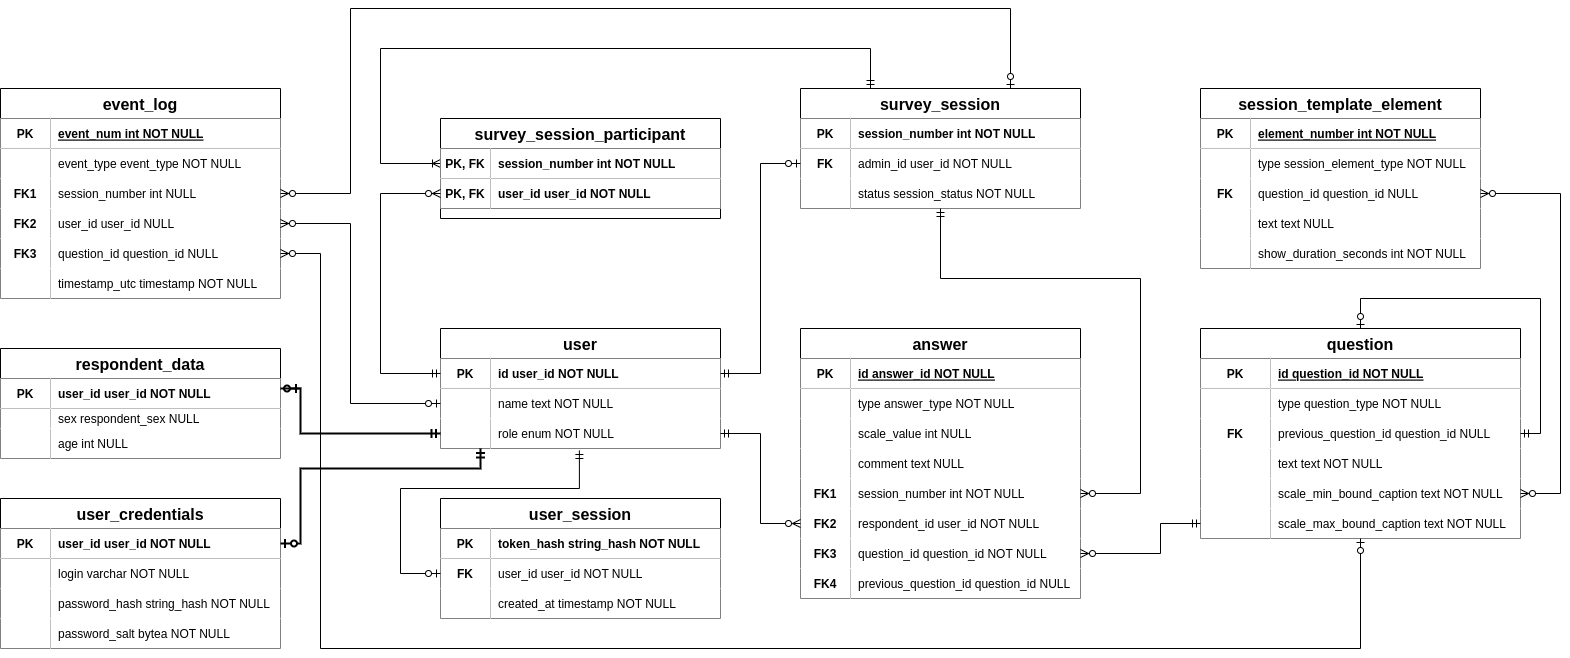 event_log
PK event_num int NOT NULL
event_type event_type NOT NULL
FK1 session_number int NULL
FK2 user_id user_id NULL
FK3 question_id question_id NULL
timestamp_utc timestamp NOT NULL
survey_session_participant
PK, FK session_number int NOT NULL
PK, FK user_id user_id NOT NULL
survey_session
PK session_number int NOT NULL
FK admin_id user_id NOT NULL
status session_status NOT NULL
session_template_element
PK element_number int NOT NULL
type session_element_type NOT NULL
FK question_id question_id NULL
text text NULL
show_duration_seconds int NOT NULL
respondent_data
PK user_id user_id NOT NULL
sex respondent_sex NULL
age int NULL
user
PK id user_id NOT NULL
name text NOT NULL
role enum NOT NULL
answer
PK id answer_id NOT NULL
type answer_type NOT NULL
scale_value int NULL
comment text NULL
FK1 session_number int NOT NULL
FK2 respondent_id user_id NOT NULL
FK3 question_id question_id NOT NULL
FK4 previous_question_id question_id NULL
question
PK id question_id NOT NULL
type question_type NOT NULL
FK previous_question_id question_id NULL
text text NOT NULL
scale_min_bound_caption text NOT NULL
scale_max_bound_caption text NOT NULL
user_credentials
PK user_id user_id NOT NULL
login varchar NOT NULL
password_hash string_hash NOT NULL
password_salt bytea NOT NULL
user_session
PK token_hash string_hash NOT NULL
FK user_id user_id NOT NULL
created_at timestamp NOT NULL